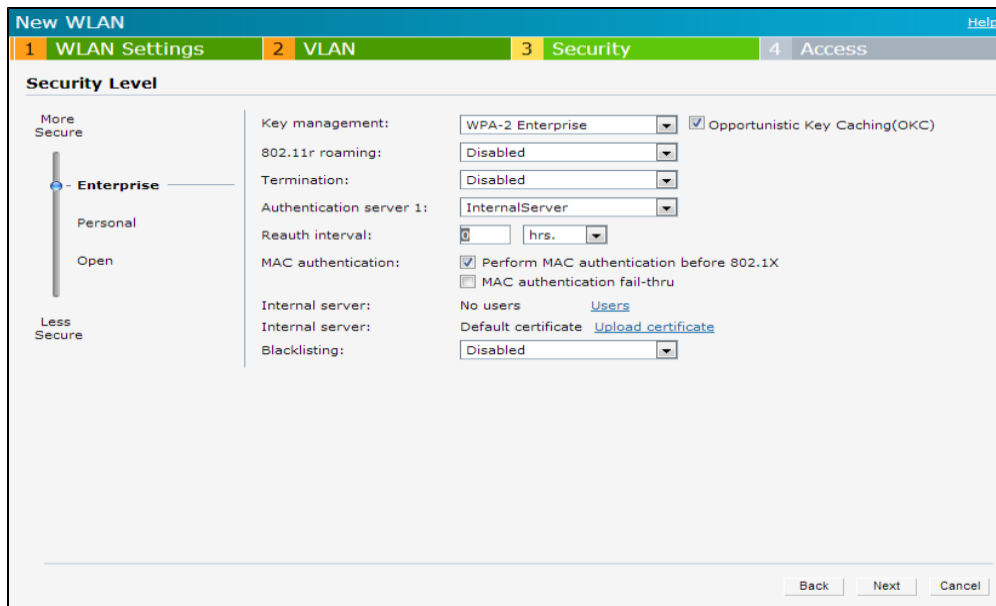 New WLAN
Help
1 WLAN Settings
2 VLAN
3 Security
4 Access
Security Level
More
Secure
Enterprise
Personal
Open
Less
Secure
Key management: WPA-2 Enterprise Opportunistic Key Caching(OKC)
802.11r roaming: Disabled
Termination: Disabled
Authentication server 1: InternalServer
Reauth interval: 0 hrs.
MAC authentication: Perform MAC authentication before 802.1X
MAC authentication fail-thru
Internal server: No users Users
Internal server: Default certificate Upload certificate
Blacklisting: Disabled
Back Next Cancel